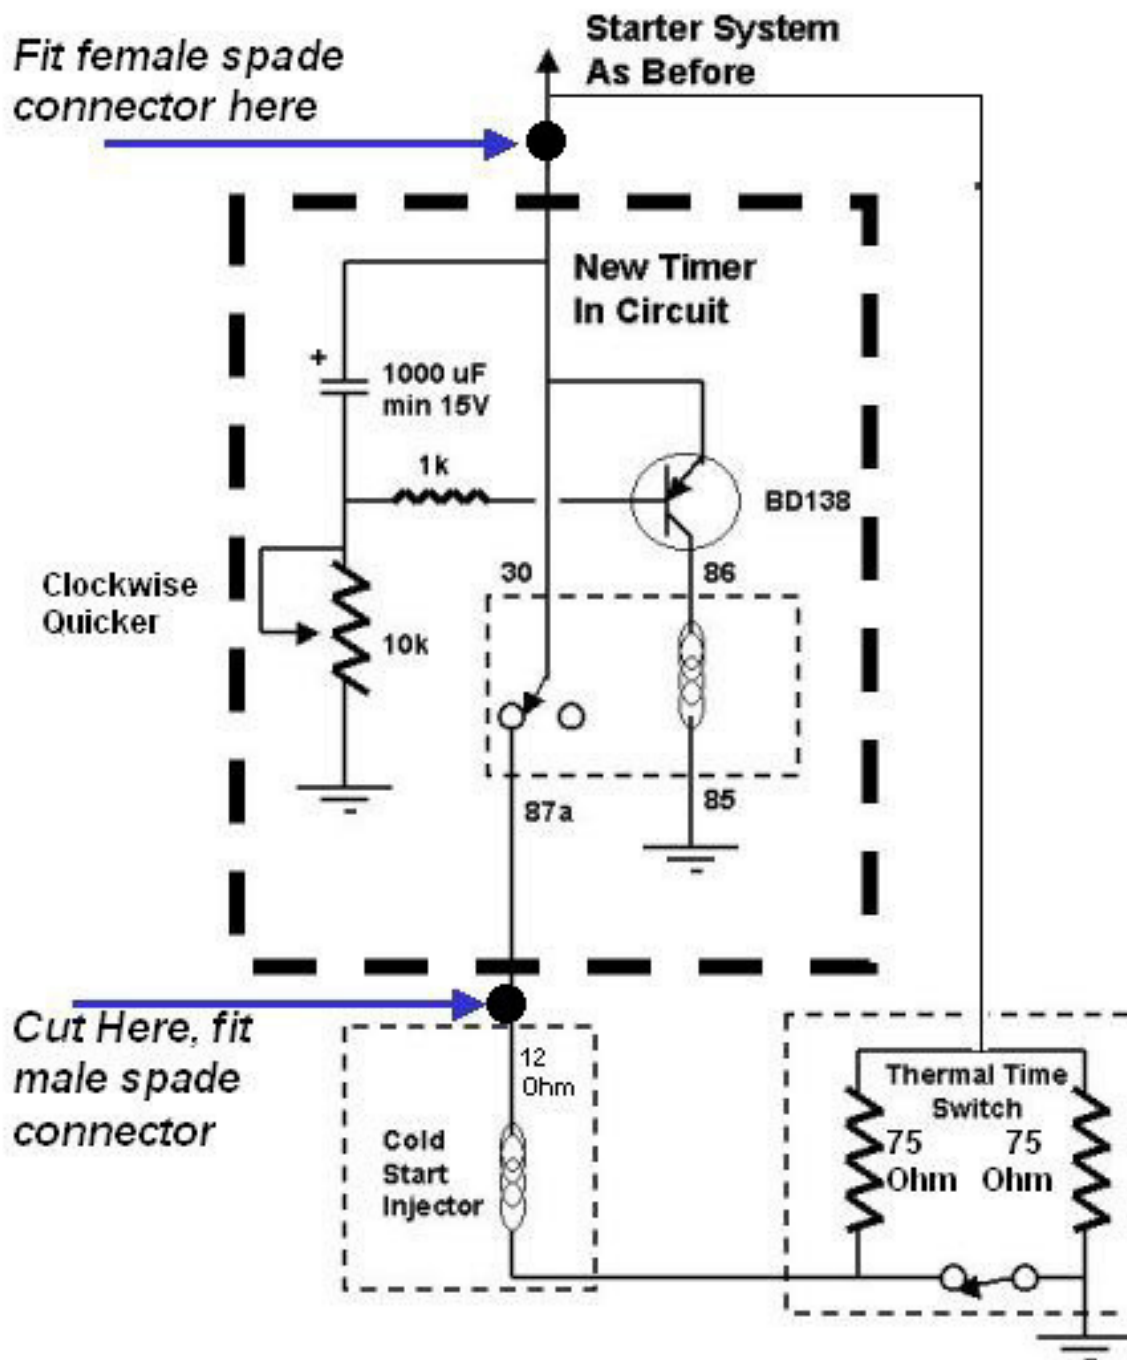 Starter System
As Before
Fit female spade
connector here
New Timer
In Circuit
+
1000 uF
min 15V
1k
BD138
30
86
Clockwise
Quicker
10k
87a
85
Cut Here, fit
male spade
connector
12
Ohm
Cold
Start
Injector
Thermal Time
Switch
75 75
Ohm Ohm